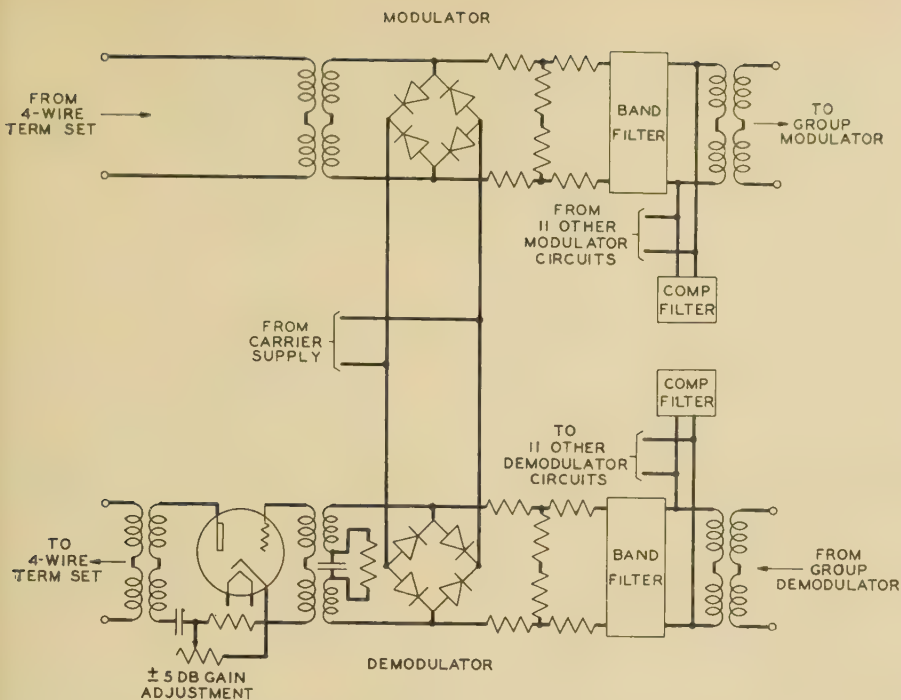 MODULATOR
FROM
4-WIRE
TERM SET
BAND
FILTER
TO
GROUP
MODULATOR
FROM
11 OTHER
MODULATOR
CIRCUITS
COMP
FILTER
FROM
CARRIER
SUPPLY
COMP
FILTER
TO
11 OTHER
DEMODULATOR
CIRCUITS
TO
4-WIRE
TERM SET
BAND
FILTER
FROM
GROUP
DEMODULATOR
± 5 DB GAIN
ADJUSTMENT
DEMODULATOR